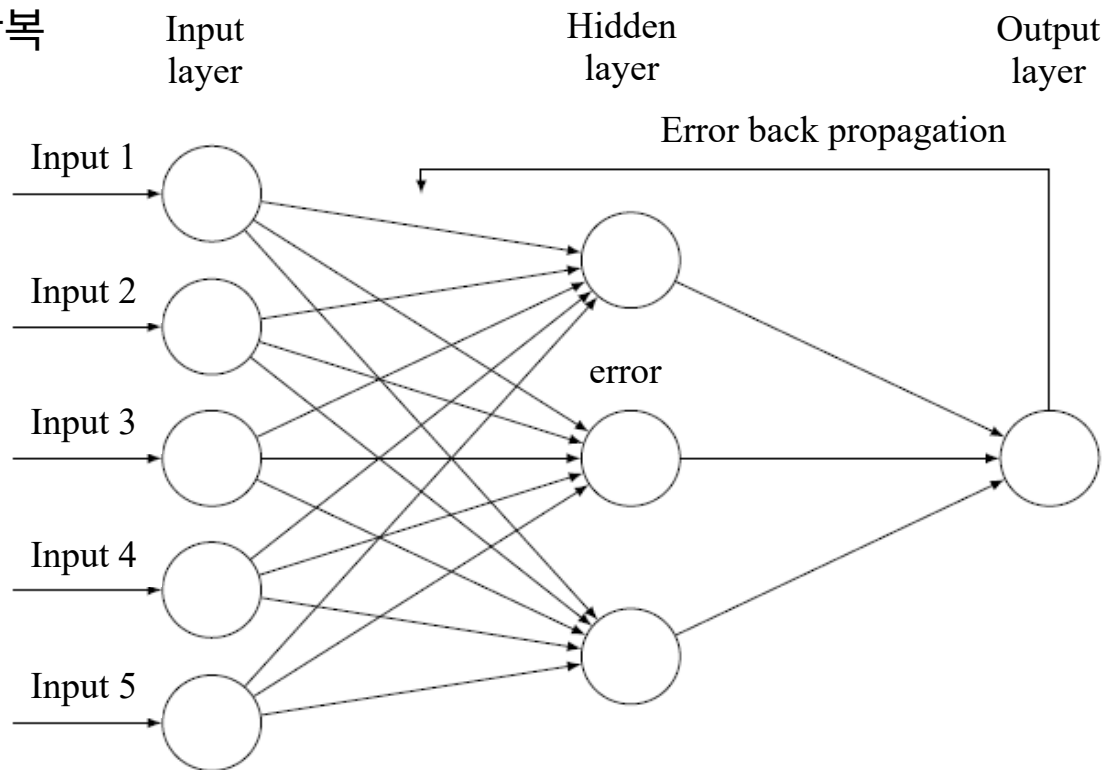 복
Input
layer
Hidden
layer
Output
layer
Error back propagation
Input 1
Input 2
error
Input 3
Input 4
Input 5